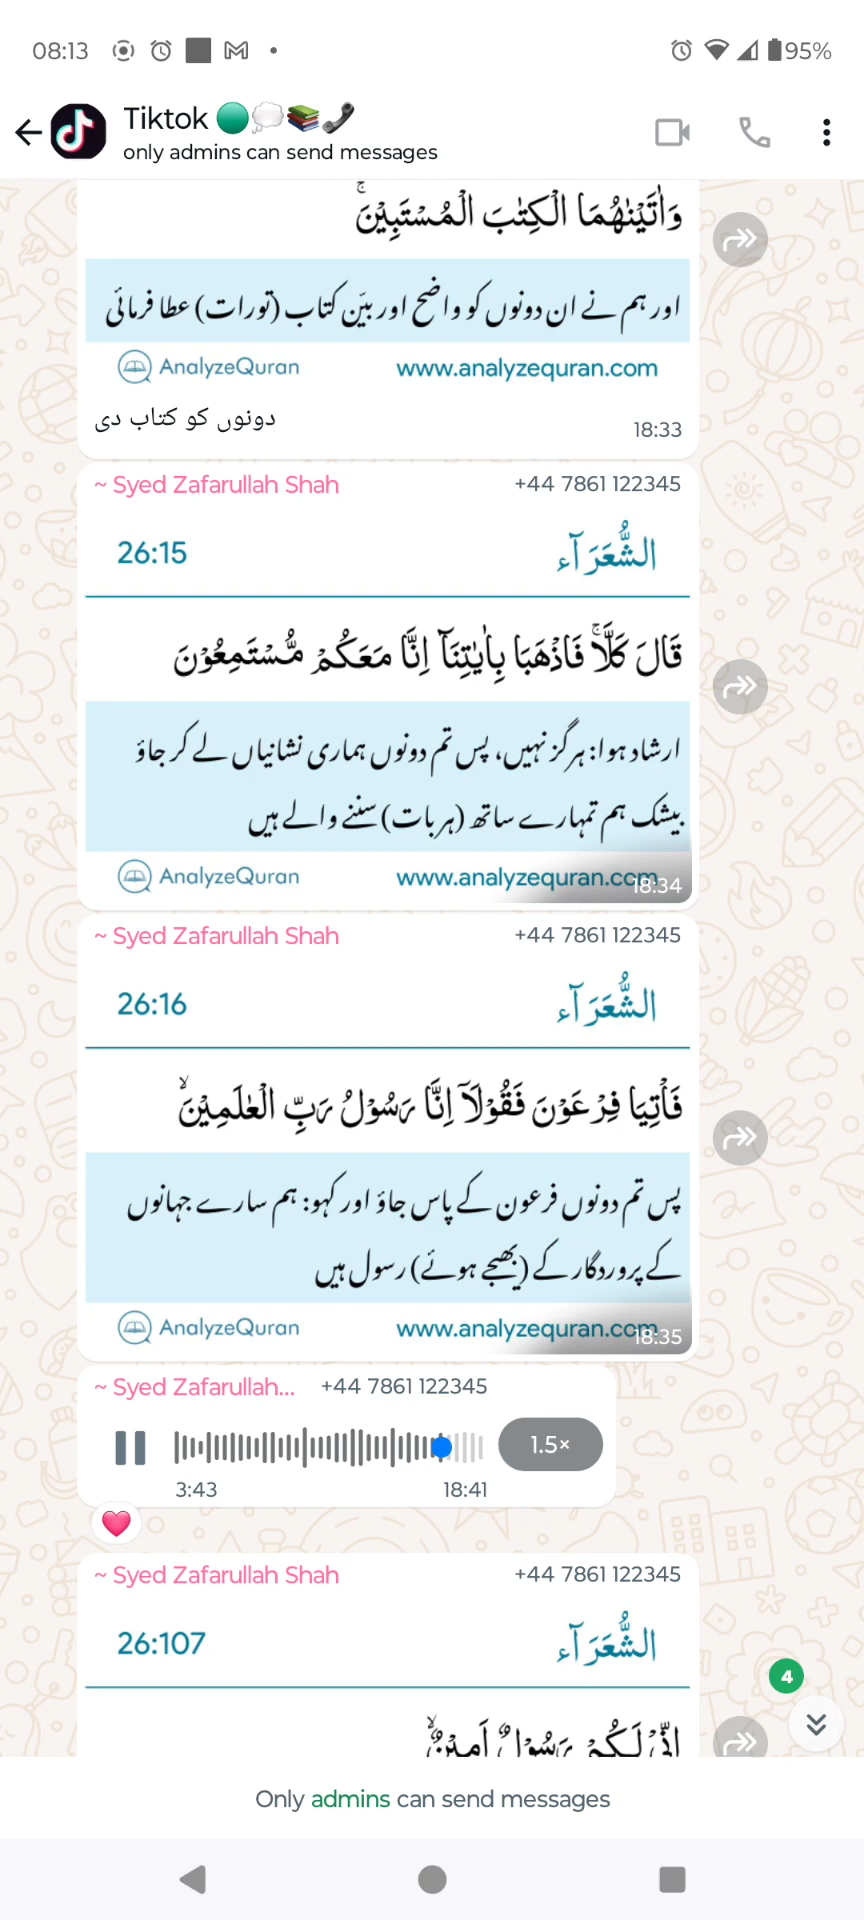 08:13
95%
Tiktok
only admins can send messages
وَاٰتَيْنٰهُمَا الْكِتٰبَ الْمُسْتَبِيْنَۚ
اور ہم نے ان دونوں کو واضح اور بیّن کتاب (تورات) عطا فرمائی
AnalyzeQuran www.analyzequran.com
دونوں کو کتاب دی
18:33
~ Syed Zafarullah Shah +44 7861 122345
26:15 الشُّعَرَآء
قَالَ كَلَّاۚ فَاذْهَبَا بِاٰيٰتِنَآ اِنَّا مَعَكُمْ مُّسْتَمِعُوْنَ
ارشاد ہوا: ہرگز نہیں، پس تم دونوں ہماری نشانیاں لے کر جاؤ
بیشک ہم تمہارے ساتھ (ہر بات) سننے والے ہیں
AnalyzeQuran www.analyzequran.com
18:34
~ Syed Zafarullah Shah +44 7861 122345
26:16 الشُّعَرَآء
فَاْتِيَا فِرْعَوْنَ فَقُوْلَآ اِنَّا رَسُوْلُ رَبِّ الْعٰلَمِيْنَۙ
پس تم دونوں فرعون کے پاس جاؤ اور کہو: ہم سارے جہانوں
کے پروردگار کے (بھیجے ہوئے) رسول ہیں
AnalyzeQuran www.analyzequran.com
18:35
~ Syed Zafarullah... +44 7861 122345
1.5×
3:43 18:41
~ Syed Zafarullah Shah +44 7861 122345
26:107 الشُّعَرَآء
4
اِنِّيْ لَكُمْ رَسُوْلٌ اَمِيْنٌۙ
Only admins can send messages